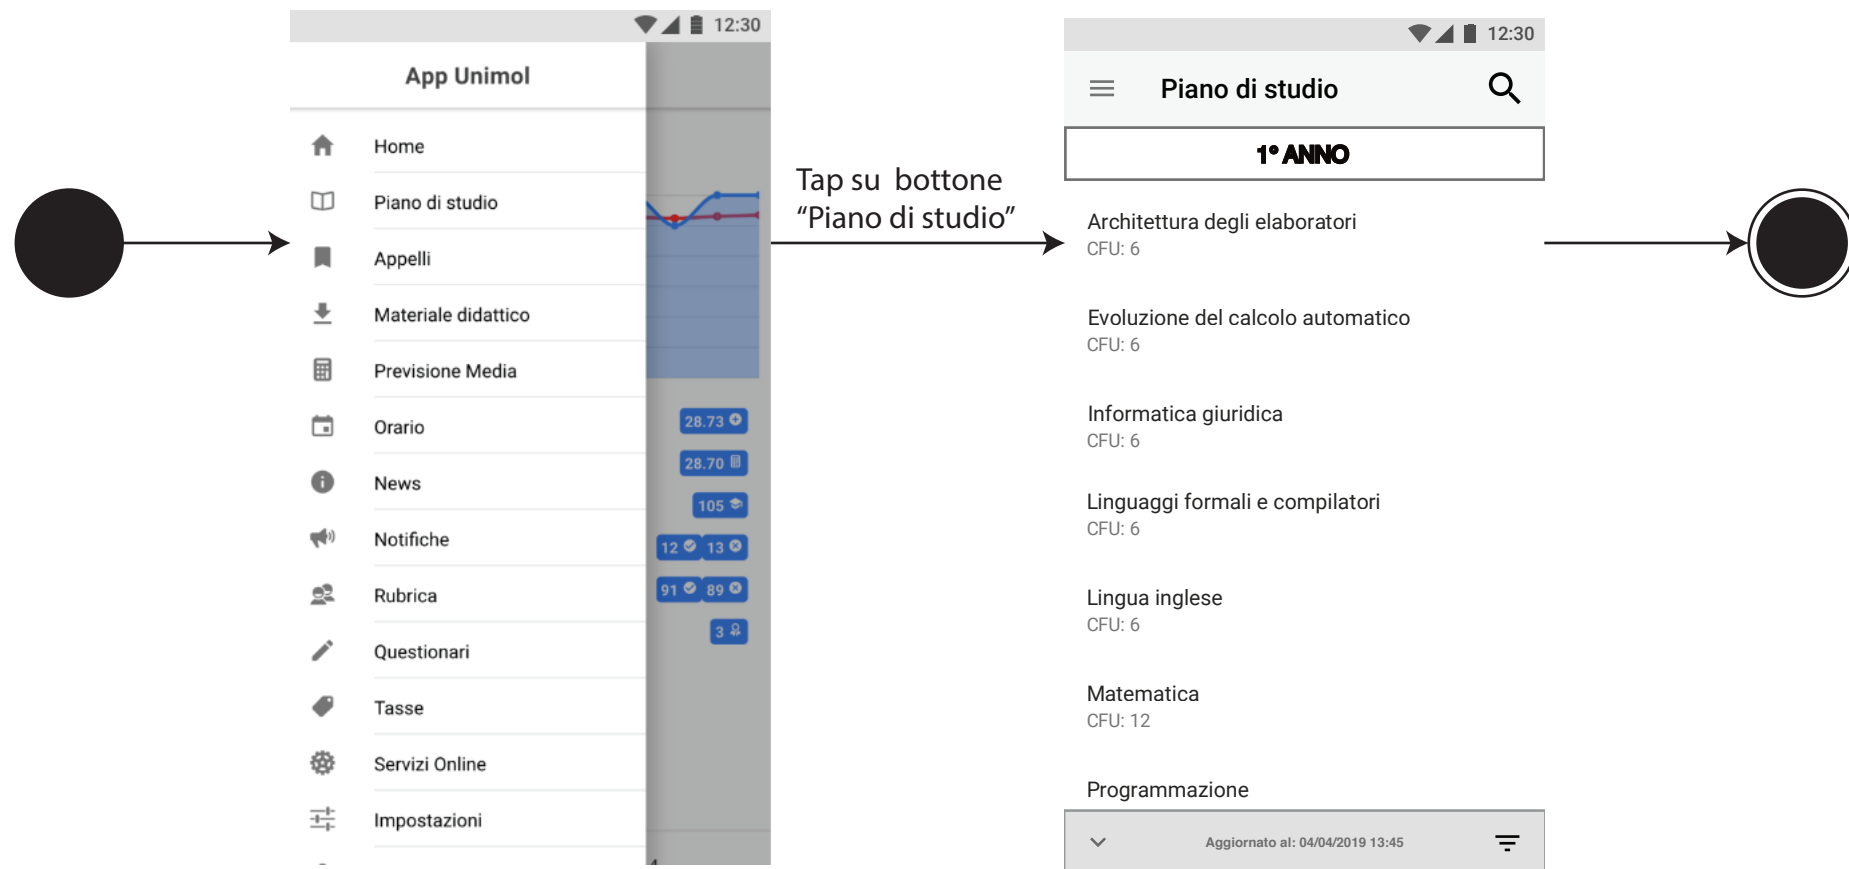 12:30
App Unimol
Home
Piano di studio
Appelli
Materiale didattico
Previsione Media
Orario
News
Notifiche
Rubrica
Questionari
Tasse
Servizi Online
Impostazioni
28.73
28.70
105
12 13
91 89
3
Tap su bottone
“Piano di studio”
12:30
Piano di studio
1° ANNO
Architettura degli elaboratori
CFU: 6
Evoluzione del calcolo automatico
CFU: 6
Informatica giuridica
CFU: 6
Linguaggi formali e compilatori
CFU: 6
Lingua inglese
CFU: 6
Matematica
CFU: 12
Programmazione
Aggiornato al: 04/04/2019 13:45